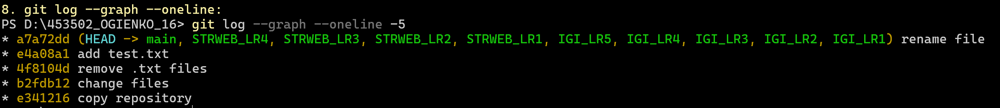 8. git log --graph --oneline:
PS D:\453502_OGIENKO_16> git log --graph --oneline -5
* a7a72dd (HEAD -> main, STRWEB_LR4, STRWEB_LR3, STRWEB_LR2, STRWEB_LR1, IGI_LR5, IGI_LR4, IGI_LR3, IGI_LR2, IGI_LR1) rename file
* e4a08a1 add test.txt
* 4f8104d remove .txt files
* b2fdb12 change files
* e341216 copy repository